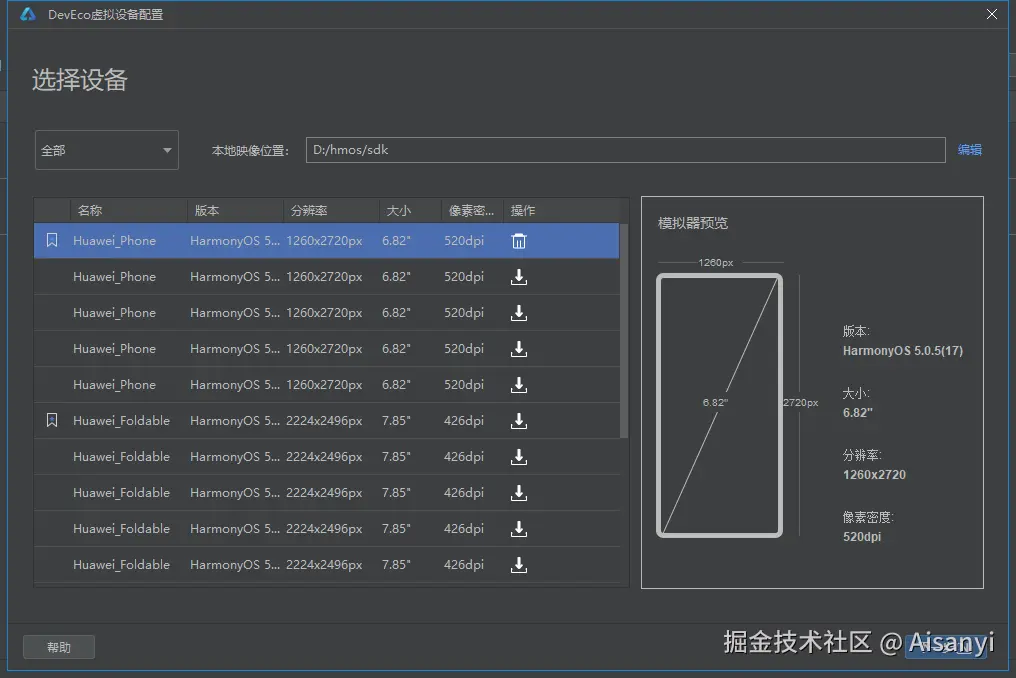 DevEco虚拟设备配置
选择设备
全部 本地映像位置: D:/hmos/sdk 编辑
名称 版本 分辨率 大小 像素密... 操作
Huawei_Phone HarmonyOS 5... 1260x2720px 6.82" 520dpi
Huawei_Phone HarmonyOS 5... 1260x2720px 6.82" 520dpi
Huawei_Phone HarmonyOS 5... 1260x2720px 6.82" 520dpi
Huawei_Phone HarmonyOS 5... 1260x2720px 6.82" 520dpi
Huawei_Phone HarmonyOS 5... 1260x2720px 6.82" 520dpi
Huawei_Foldable HarmonyOS 5... 2224x2496px 7.85" 426dpi
Huawei_Foldable HarmonyOS 5... 2224x2496px 7.85" 426dpi
Huawei_Foldable HarmonyOS 5... 2224x2496px 7.85" 426dpi
Huawei_Foldable HarmonyOS 5... 2224x2496px 7.85" 426dpi
Huawei_Foldable HarmonyOS 5... 2224x2496px 7.85" 426dpi
模拟器预览
1260px
6.82"
2720px
版本:
HarmonyOS 5.0.5(17)
大小:
6.82"
分辨率:
1260x2720
像素密度:
520dpi
帮助
掘金技术社区 @ Aisanyi